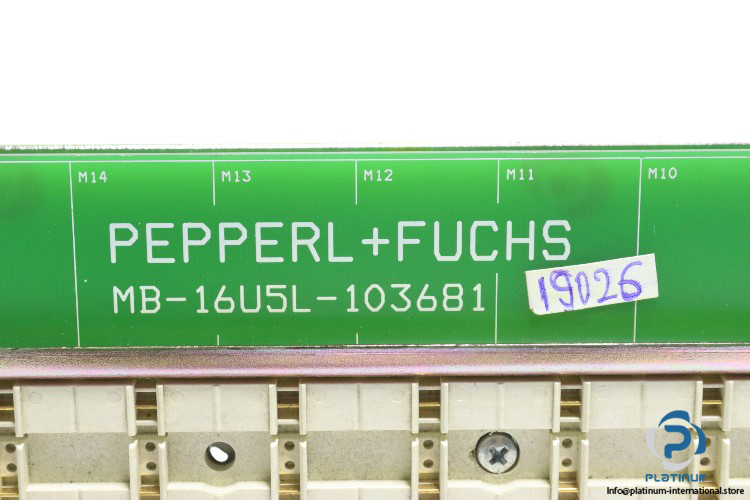 M14 M13 M12 M11 M10
PEPPERL+FUCHS
MB-16U5L-103681
19026
PLATINUM
Info@platinum-international.store